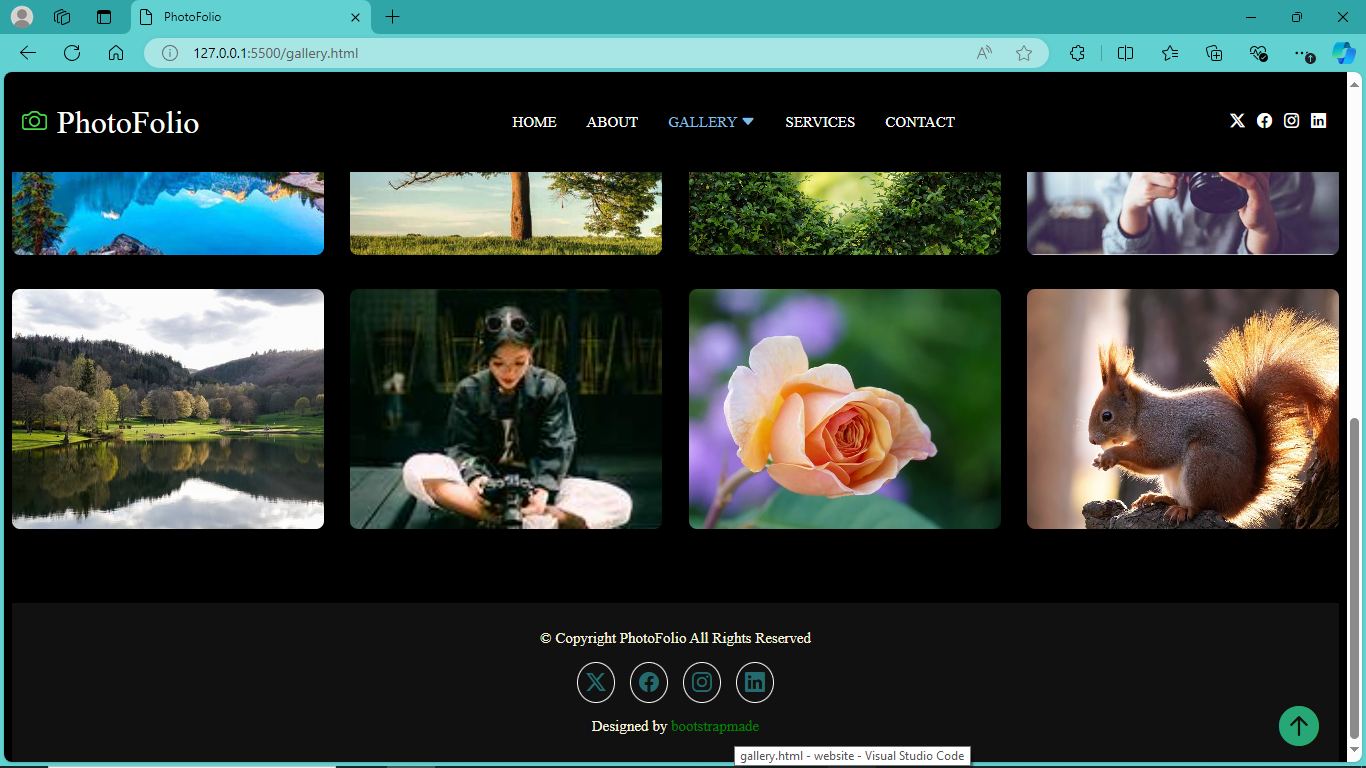 PhotoFolio
127.0.0.1:5500/gallery.html
PhotoFolio
HOME
ABOUT
GALLERY
SERVICES
CONTACT
© Copyright PhotoFolio All Rights Reserved
Designed by bootstrapmade
gallery.html - website - Visual Studio Code